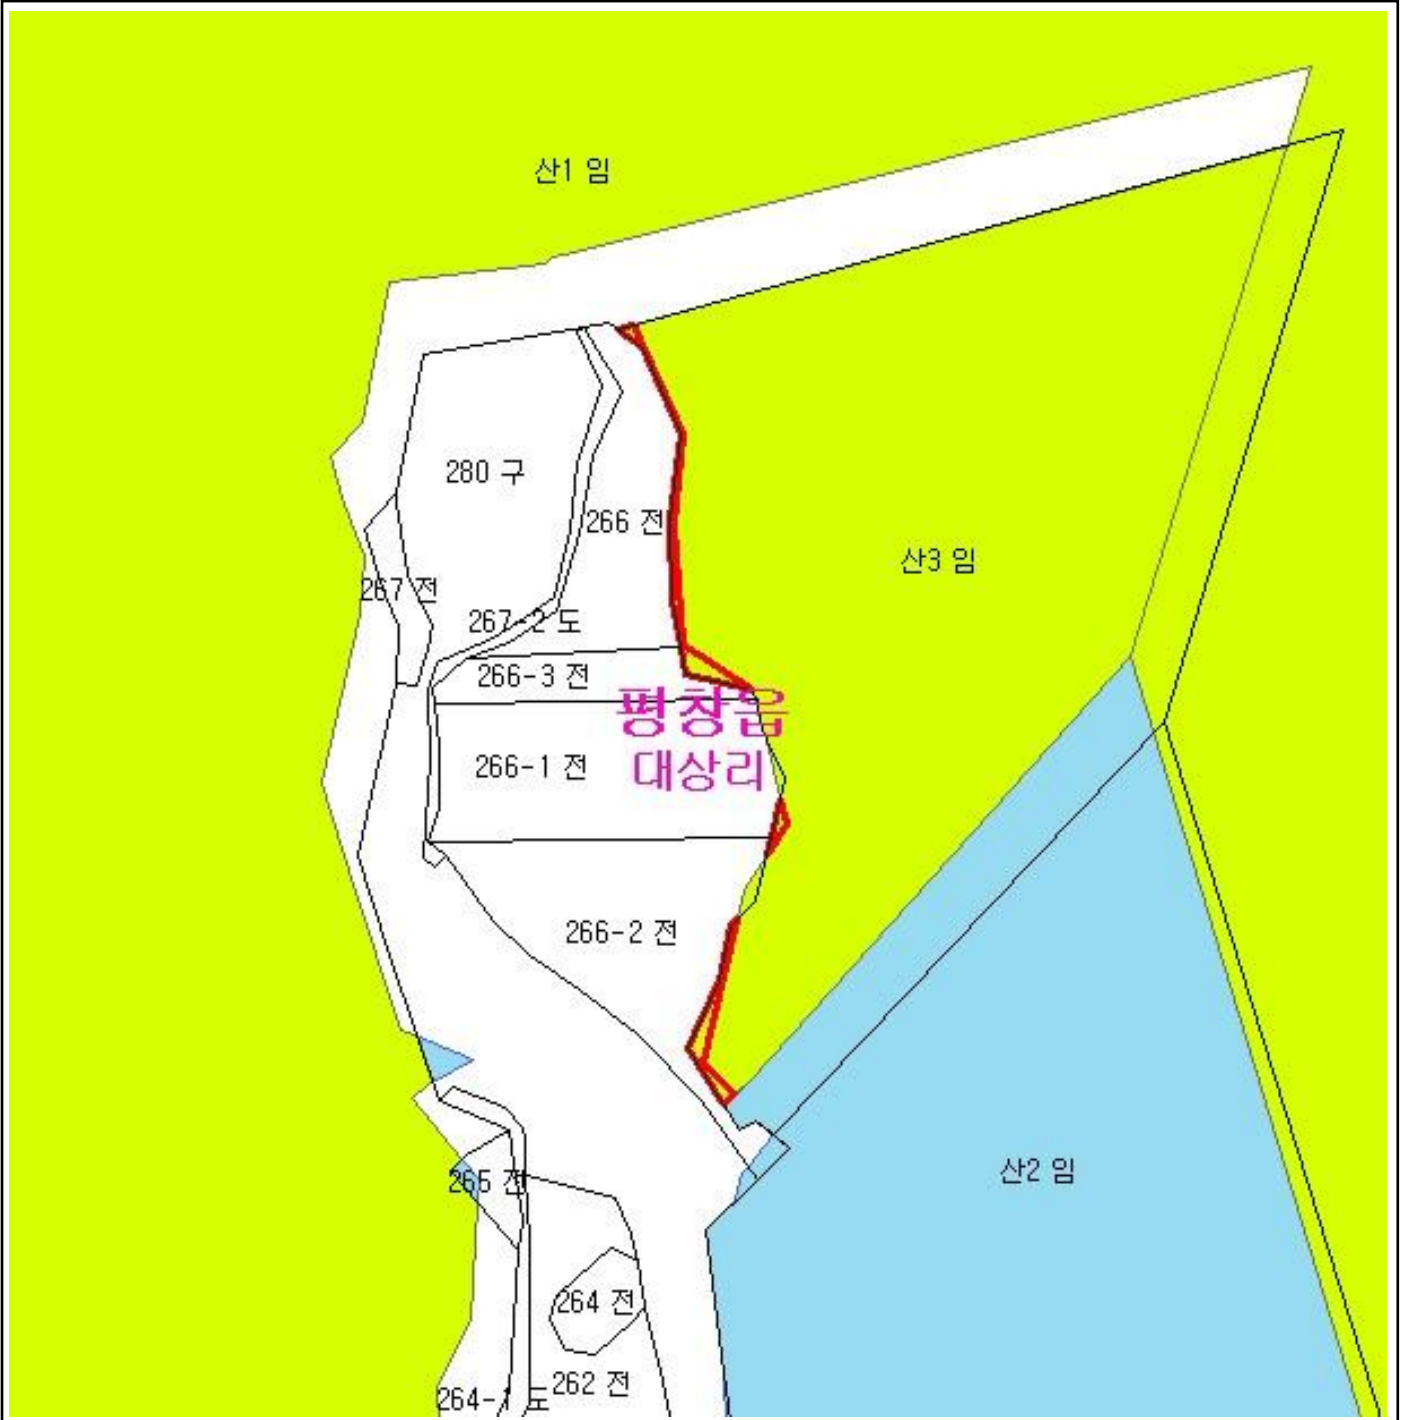 산1 임
280 구
266 전
산3 임
267 전
267-2 도
266-3 전
평창읍
대상리
266-1 전
266-2 전
산2 임
265 전
264 전
262 전
264-1 도